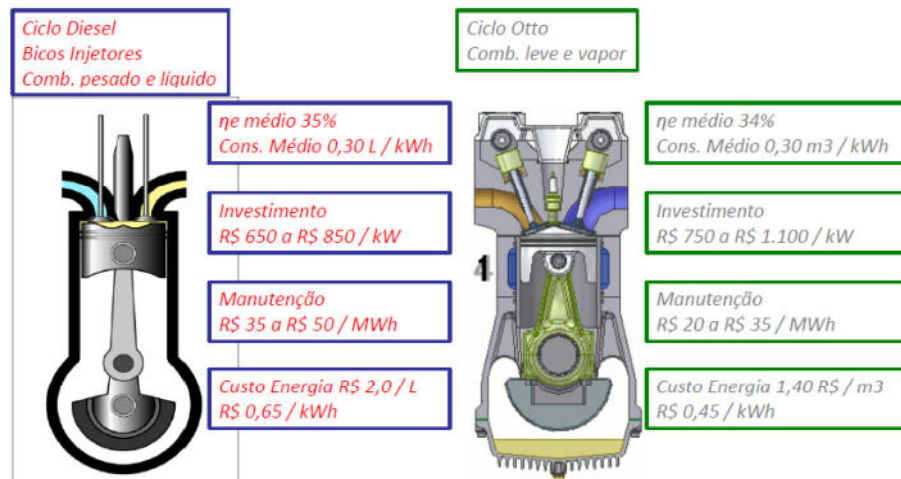 Ciclo Diesel
Bicos Injetores
Comb. pesado e líquido
ηe médio 35%
Cons. Médio 0,30 L / kWh
Investimento
R$ 650 a R$ 850 / kW
Manutenção
R$ 35 a R$ 50 / MWh
Custo Energia R$ 2,0 / L
R$ 0,65 / kWh
Ciclo Otto
Comb. leve e vapor
ηe médio 34%
Cons. Médio 0,30 m3 / kWh
Investimento
R$ 750 a R$ 1.100 / kW
Manutenção
R$ 20 a R$ 35 / MWh
Custo Energia 1,40 R$ / m3
R$ 0,45 / kWh